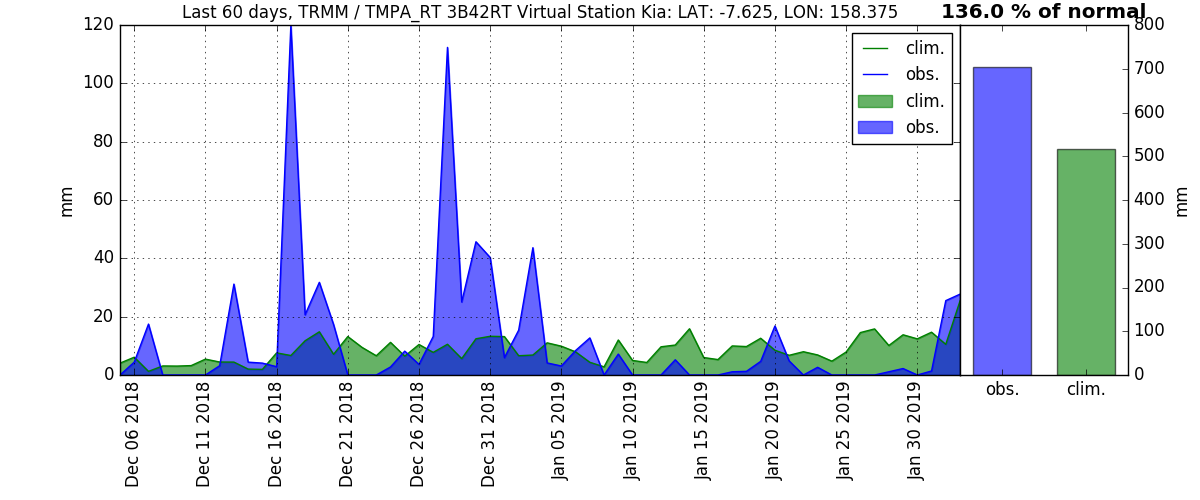 Last 60 days, TRMM / TMPA_RT 3B42RT Virtual Station Kia: LAT: -7.625, LON: 158.375
136.0 % of normal
120
100
80
60
40
20
0
mm
clim.
obs.
clim.
obs.
800
700
600
500
400
300
200
100
0
mm
Dec 06 2018
Dec 11 2018
Dec 16 2018
Dec 21 2018
Dec 26 2018
Dec 31 2018
Jan 05 2019
Jan 10 2019
Jan 15 2019
Jan 20 2019
Jan 25 2019
Jan 30 2019
obs.
clim.